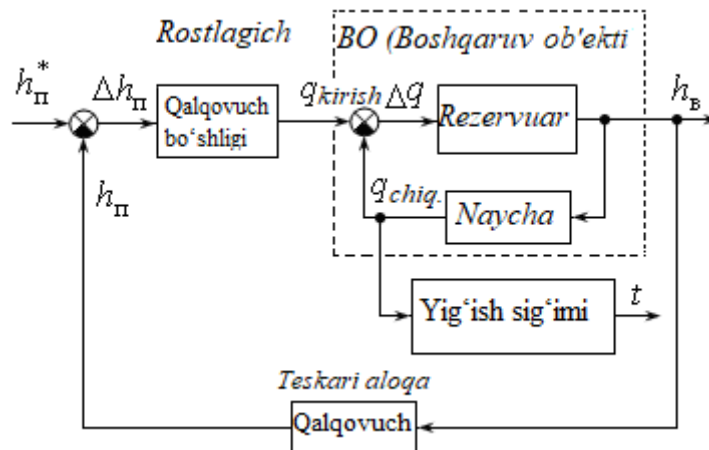 Rostlagich
BO (Boshqaruv ob'ekti
h*п
Δhп
Qalqovuch
bo‘shligi
qkirish
Δq
Rezervuar
hв
hп
qchiq.
Naychа
Yig‘ish sig‘imi
t
Teskari aloqa
Qalqovuch